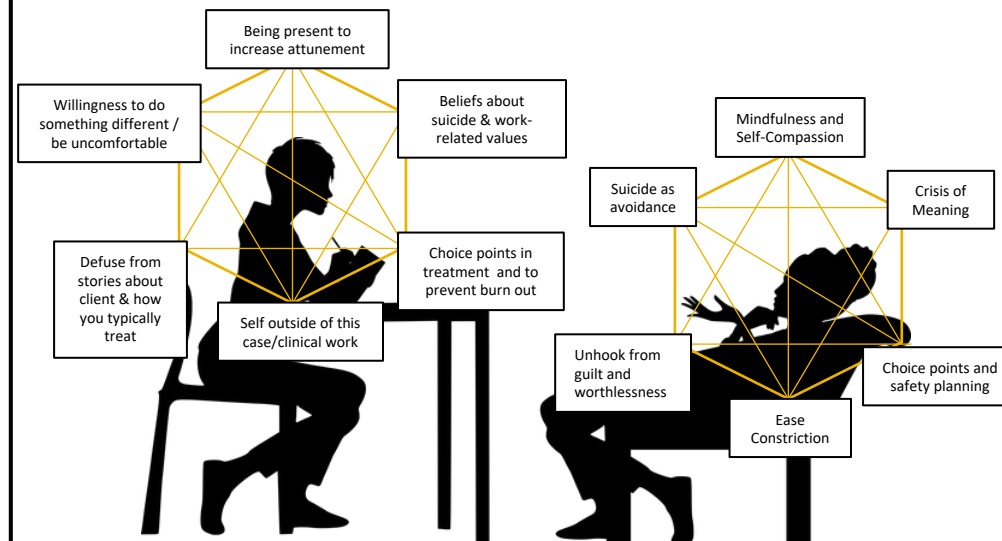 Being present to
increase attunement
Willingness to do
something different /
be uncomfortable
Beliefs about
suicide & work-
related values
Defuse from
stories about
client & how
you typically
treat
Choice points in
treatment and to
prevent burn out
Self outside of this
case/clinical work
Mindfulness and
Self-Compassion
Suicide as
avoidance
Crisis of
Meaning
Unhook from
guilt and
worthlessness
Choice points and
safety planning
Ease
Constriction